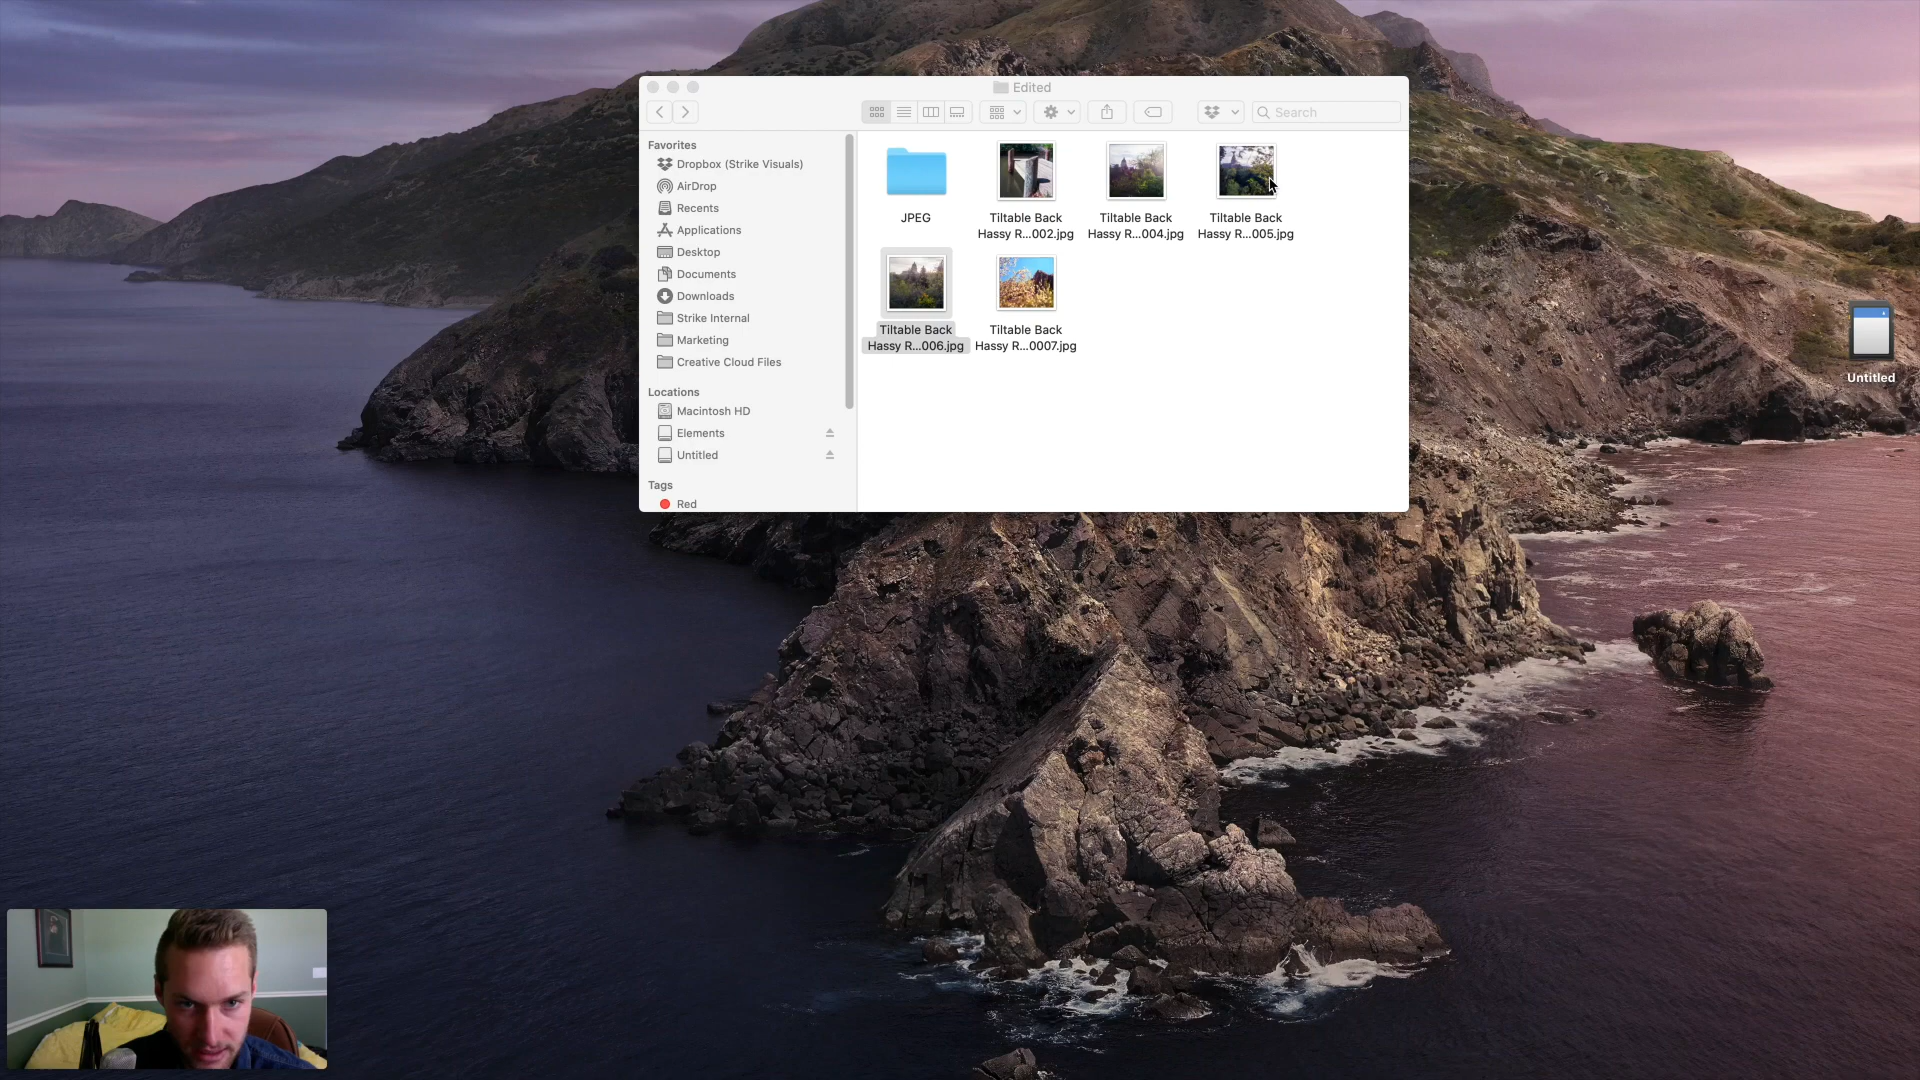 Edited
Search
Favorites
Dropbox (Strike Visuals)
AirDrop
Recents
Applications
Desktop
Documents
Downloads
Strike Internal
Marketing
Creative Cloud Files
Locations
Macintosh HD
Elements
Untitled
Tags
Red
JPEG
Tiltable Back
Hassy R...002.jpg
Tiltable Back
Hassy R...004.jpg
Tiltable Back
Hassy R...005.jpg
Tiltable Back
Hassy R...006.jpg
Tiltable Back
Hassy R...0007.jpg
Untitled